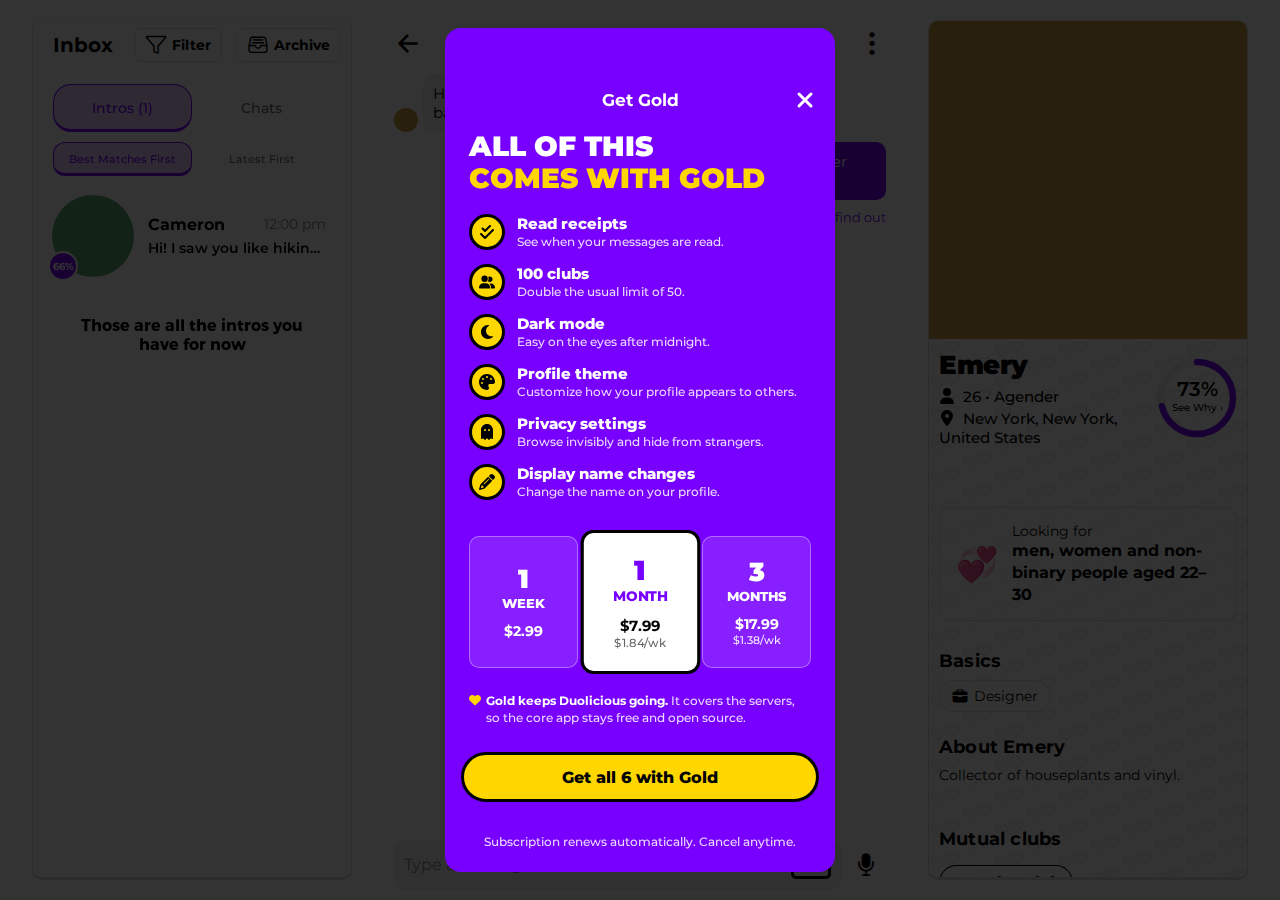 Inbox
Filter
Archive
Intros (1)
Chats
Best Matches First
Latest First
Cameron
12:00 pm
Hi! I saw you like hikin...
66%
Those are all the intros you
have for now
Get Gold
ALL OF THIS
COMES WITH GOLD
Read receipts
See when your messages are read.
100 clubs
Double the usual limit of 50.
Dark mode
Easy on the eyes after midnight.
Profile theme
Customize how your profile appears to others.
Privacy settings
Browse invisibly and hide from strangers.
Display name changes
Change the name on your profile.
1
WEEK
$2.99
1
MONTH
$7.99
$1.84/wk
3
MONTHS
$17.99
$1.38/wk
Gold keeps Duolicious going. It covers the servers,
so the core app stays free and open source.
Get all 6 with Gold
Subscription renews automatically. Cancel anytime.
find out
Type
Emery
26 • Agender
New York, New York,
United States
73%
See Why ›
Looking for
men, women and non-
binary people aged 22–
30
Basics
Designer
About Emery
Collector of houseplants and vinyl.
Mutual clubs